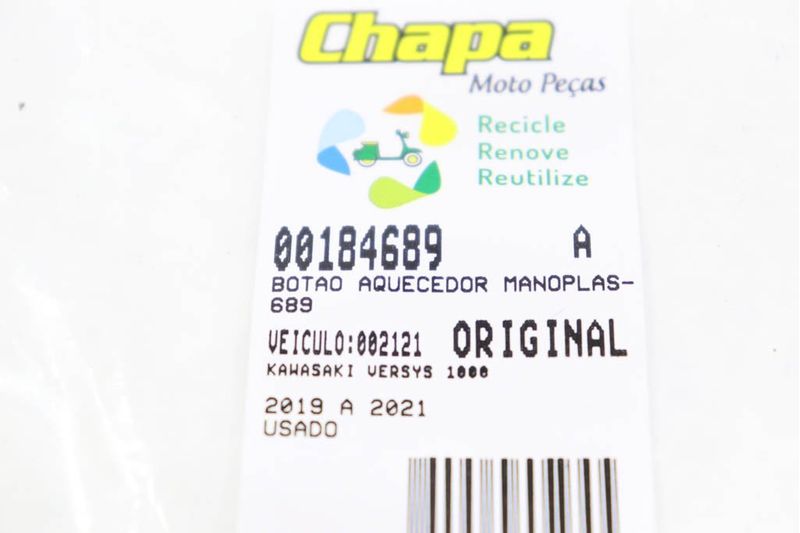 Chapa
Moto Peças
Recicle
Renove
Reutilize
00184689 A
BOTAO AQUECEDOR MANOPLAS-
689
VEICULO:002121 ORIGINAL
KAWASAKI VERSYS 1000
2019 A 2021
USADO